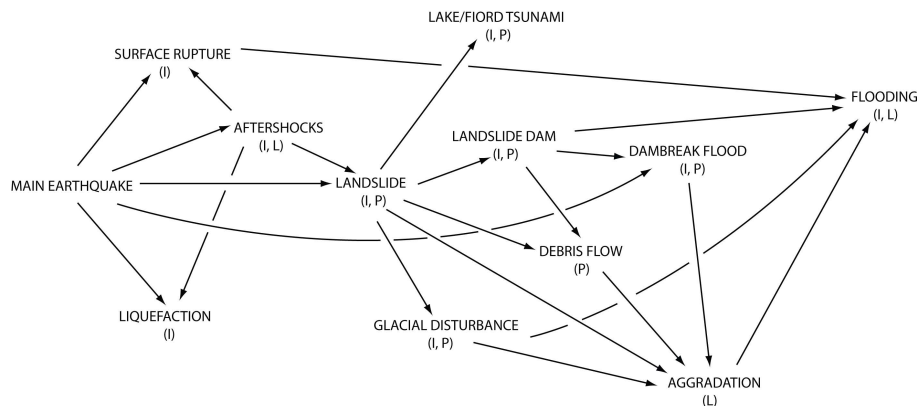 LAKE/FIORD TSUNAMI
(I, P)
SURFACE RUPTURE
(I)
FLOODING
(I, L)
AFTERSHOCKS
(I, L)
LANDSLIDE DAM
(I, P)
DAMBREAK FLOOD
(I, P)
MAIN EARTHQUAKE
LANDSLIDE
(I, P)
DEBRIS FLOW
(P)
LIQUEFACTION
(I)
GLACIAL DISTURBANCE
(I, P)
AGGRADATION
(L)